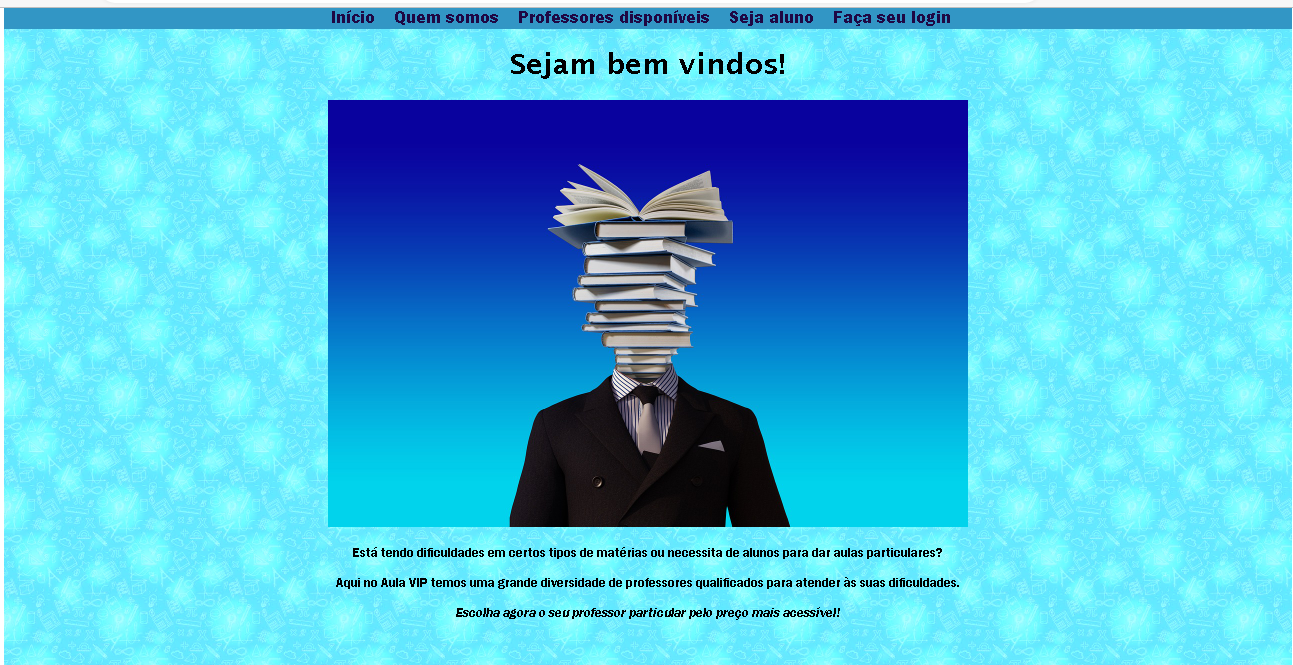 Início Quem somos Professores disponíveis Seja aluno Faça seu login
Sejam bem vindos!
Está tendo dificuldades em certos tipos de matérias ou necessita de alunos para dar aulas particulares?
Aqui no Aula VIP temos uma grande diversidade de professores qualificados para atender às suas dificuldades.
Escolha agora o seu professor particular pelo preço mais acessível!